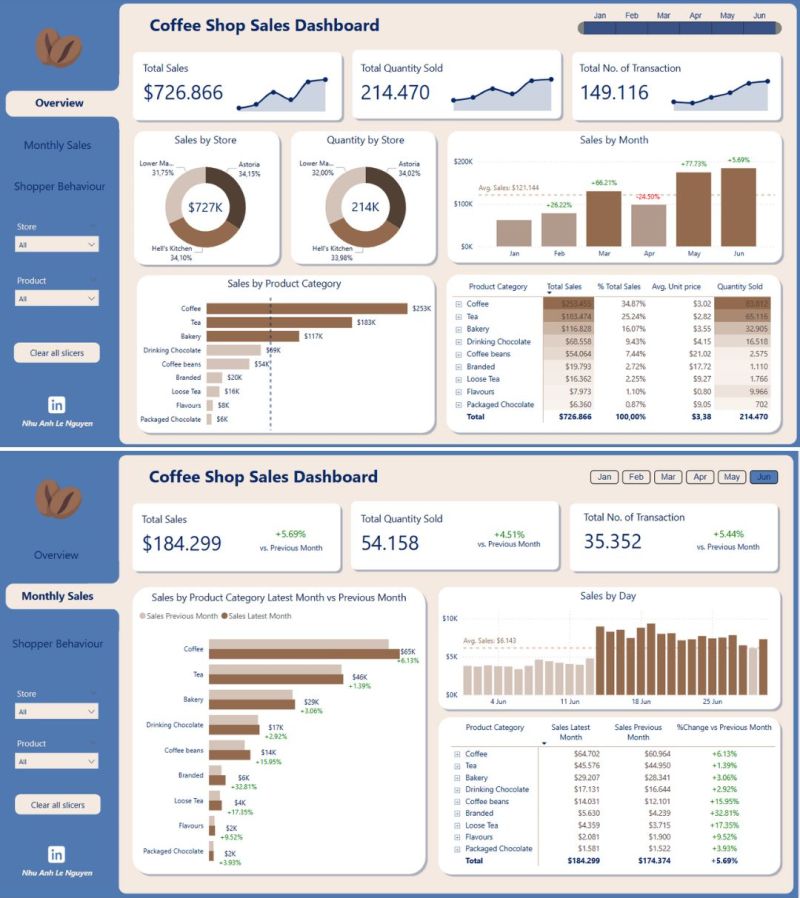 Coffee Shop Sales Dashboard
Jan Feb Mar Apr May Jun
Overview
Monthly Sales
Shopper Behaviour
Store
All
Product
All
Clear all slicers
in
Nhu Anh Le Nguyen
Total Sales
$726.866
Total Quantity Sold
214.470
Total No. of Transaction
149.116
Sales by Store
Lower Ma...
31,75%
Astoria
34,15%
$727K
Hell's Kitchen
34,10%
Quantity by Store
Lower Ma...
32,00%
Astoria
34,02%
214K
Hell's Kitchen
33,98%
Sales by Month
$200K
$100K
$0K
Avg. Sales: $121.144
+26.22%
+66.21%
-24.50%
+77.73%
+5.69%
Jan Feb Mar Apr May Jun
Sales by Product Category
Coffee $253K
Tea $183K
Bakery $117K
Drinking Chocolate $69K
Coffee beans $54K
Branded $20K
Loose Tea $16K
Flavours $8K
Packaged Chocolate $6K
Product Category Total Sales % Total Sales Avg. Unit price Quantity Sold
Coffee $253.455 34.87% $3,02 83.812
Tea $183.474 25.24% $2,82 65.116
Bakery $116.828 16.07% $3,55 32.905
Drinking Chocolate $68.558 9.43% $4,15 16.518
Coffee beans $54.064 7.44% $21,02 2.575
Branded $19.793 2.72% $17,72 1.110
Loose Tea $16.362 2.25% $9,27 1.766
Flavours $7.973 1.10% $0,80 9.966
Packaged Chocolate $6.360 0.87% $9,05 702
Total $726.866 100,00% $3,38 214.470
Coffee Shop Sales Dashboard
Jan Feb Mar Apr May Jun
Overview
Monthly Sales
Shopper Behaviour
Store
All
Product
All
Clear all slicers
in
Nhu Anh Le Nguyen
Total Sales
$184.299
+5.69%
vs. Previous Month
Total Quantity Sold
54.158
+4.51%
vs. Previous Month
Total No. of Transaction
35.352
+5.44%
vs. Previous Month
Sales by Product Category Latest Month vs Previous Month
Sales Previous Month Sales Latest Month
Coffee $65K
+6.13%
Tea $46K
+1.39%
Bakery $29K
+3.06%
Drinking Chocolate $17K
+2.92%
Coffee beans $14K
+15.95%
Branded $6K
+32.81%
Loose Tea $4K
+17.35%
Flavours $2K
+9.52%
Packaged Chocolate $2K
+3.93%
Sales by Day
$10K
$5K
$0K
Avg. Sales: $6.143
4 Jun 11 Jun 18 Jun 25 Jun
Product Category Sales Latest Month Sales Previous Month %Change vs Previous Month
Coffee $64.702 $60.964 +6.13%
Tea $45.576 $44.950 +1.39%
Bakery $29.207 $28.341 +3.06%
Drinking Chocolate $17.131 $16.644 +2.92%
Coffee beans $14.031 $12.101 +15.95%
Branded $5.630 $4.239 +32.81%
Loose Tea $4.359 $3.715 +17.35%
Flavours $2.081 $1.900 +9.52%
Packaged Chocolate $1.581 $1.522 +3.93%
Total $184.299 $174.374 +5.69%